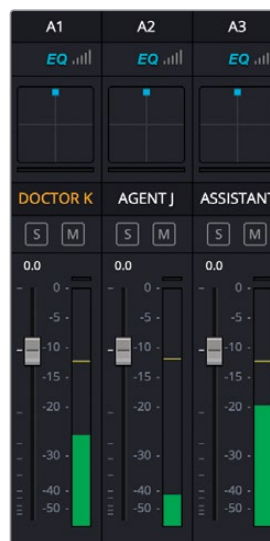 A1 A2 A3
EQ EQ EQ
DOCTOR K AGENT J ASSISTANT
S M S M S M
0.0 0.0 0.0
0 0 0
-5 -5 -5
-10 -10 -10
-15 -15 -15
-20 -20 -20
-30 -30 -30
-40 -40 -40
-50 -50 -50